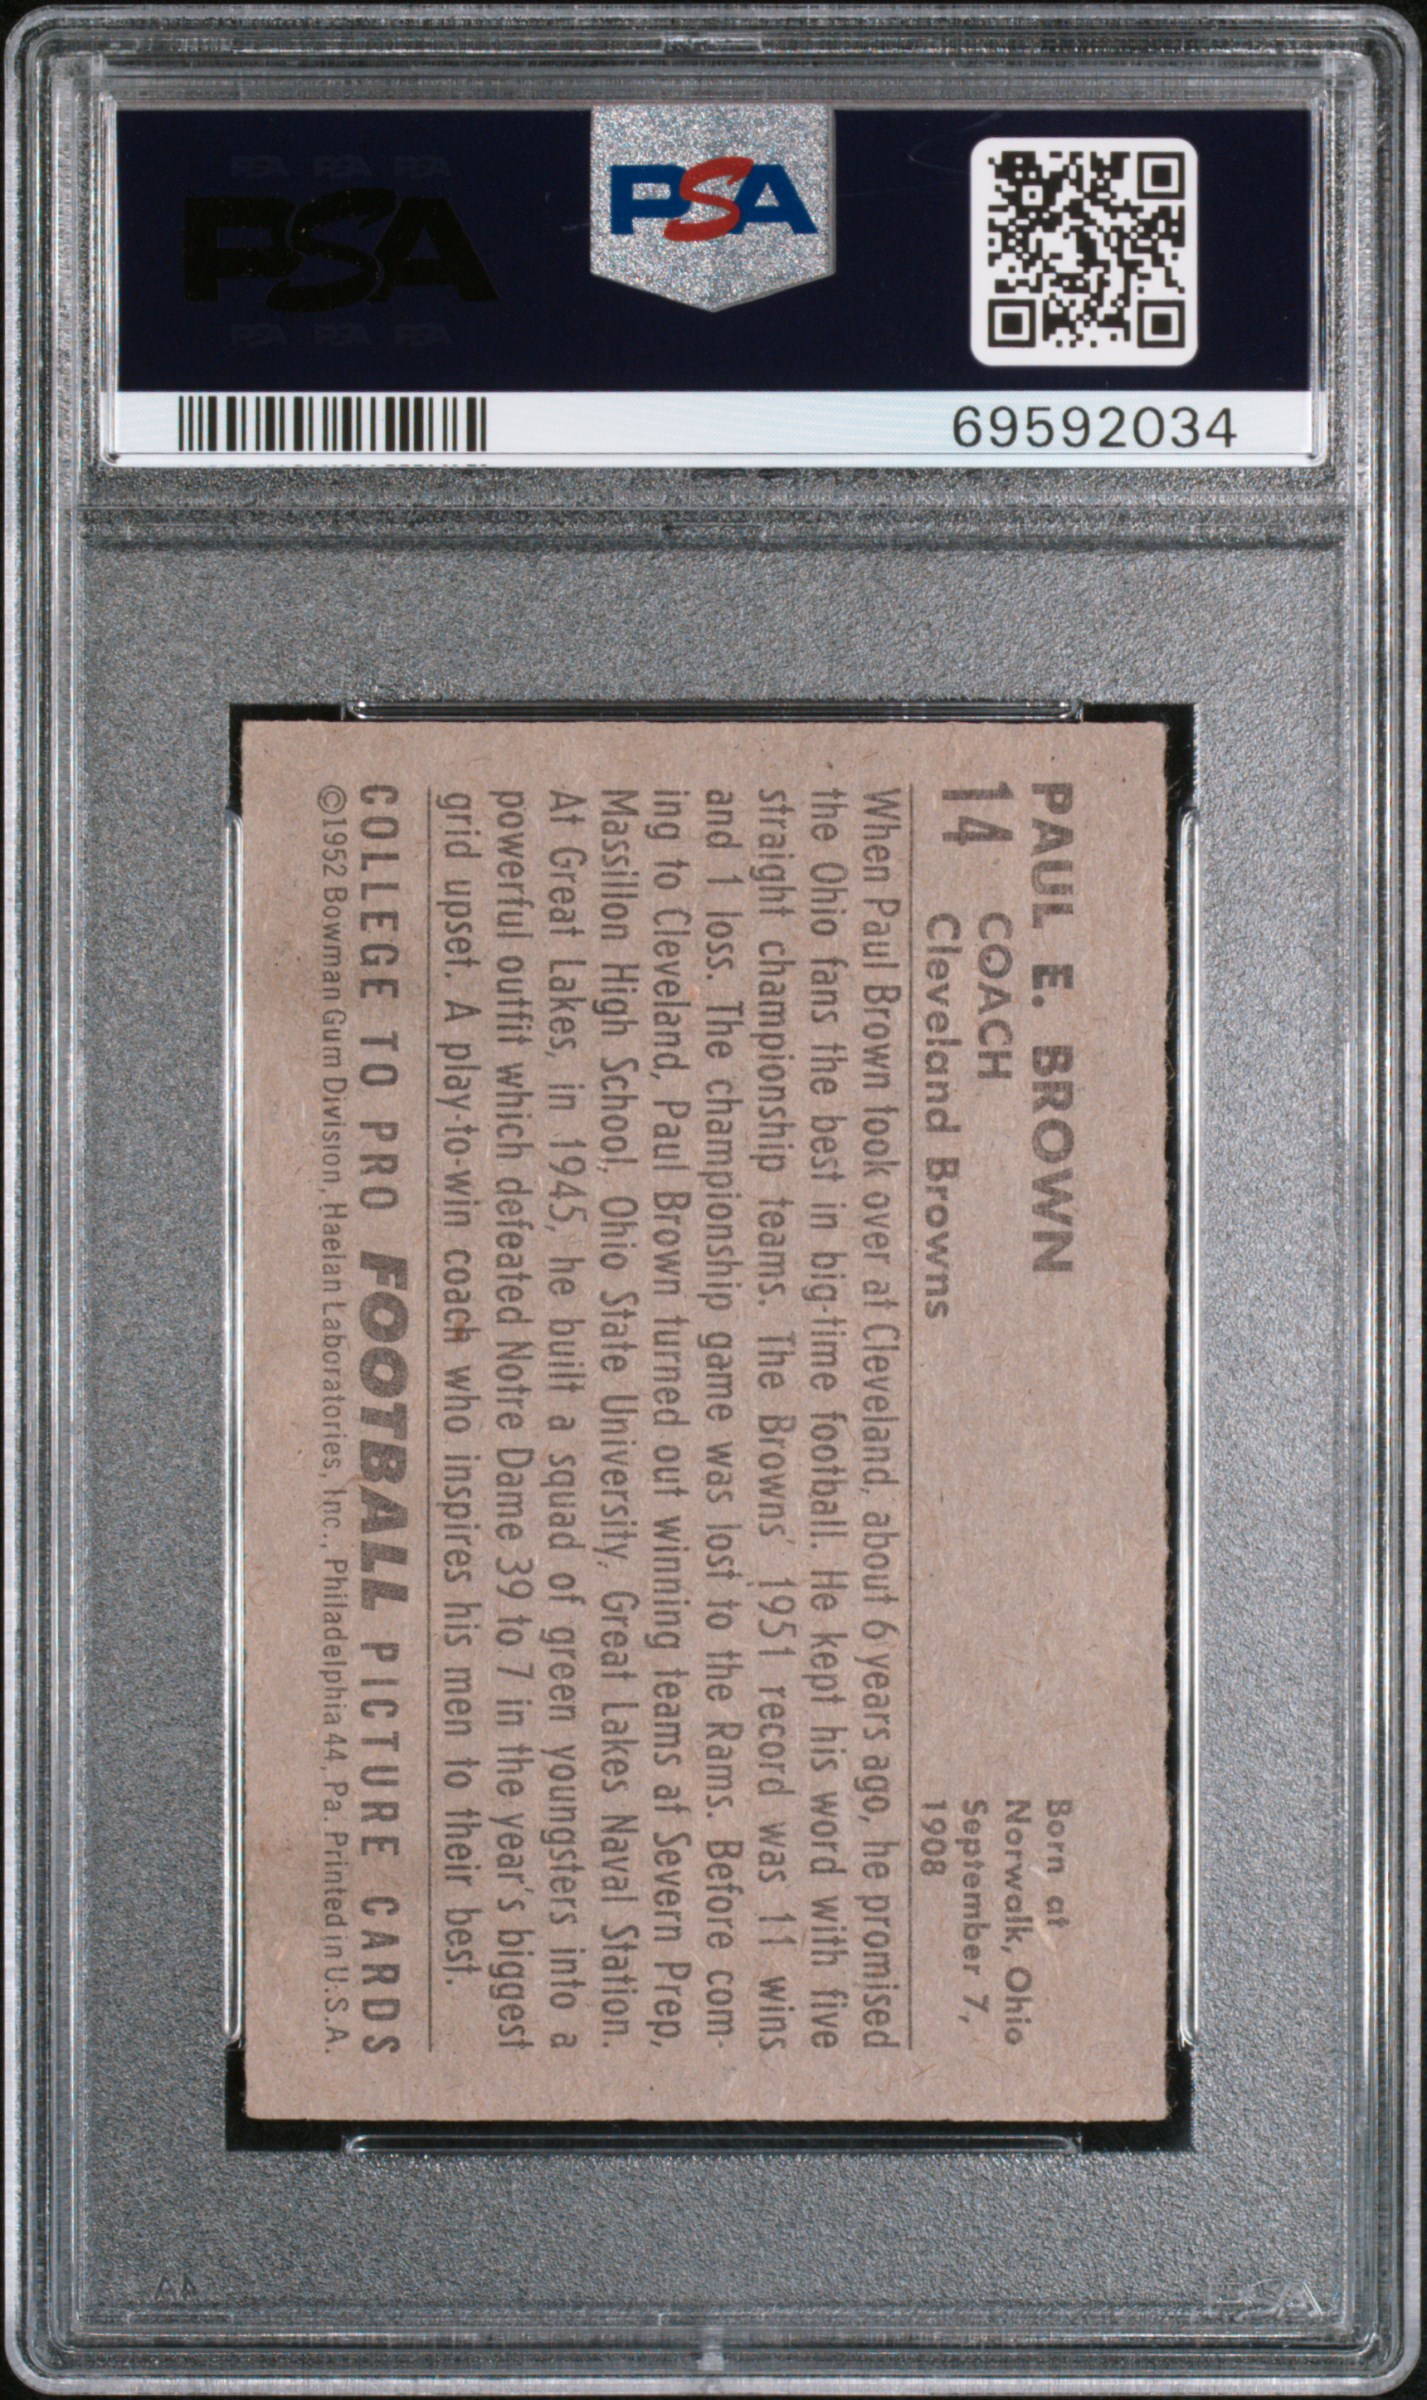 PSA PSA PSA
PSA
PSA PSA PSA
PSA
69592034
PAUL E. BROWN
14 COACH
Cleveland Browns
Born at
Norwalk, Ohio
September 7,
1908
When Paul Brown took over at Cleveland, about 6 years ago, he promised
the Ohio fans the best in big-time football. He kept his word with five
straight championship teams. The Browns' 1951 record was 11 wins
and 1 loss. The championship game was lost to the Rams. Before com-
ing to Cleveland, Paul Brown turned out winning teams at Severn Prep,
Massillon High School, Ohio State University, Great Lakes Naval Station.
At Great Lakes, in 1945, he built a squad of green youngsters into a
powerful outfit which defeated Notre Dame 39 to 7 in the year's biggest
grid upset. A play-to-win coach who inspires his men to their best.
COLLEGE TO PRO FOOTBALL PICTURE CARDS
©1952 Bowman Gum Division, Haelan Laboratories, Inc., Philadelphia 44, Pa. Printed in U.S.A.
PSA